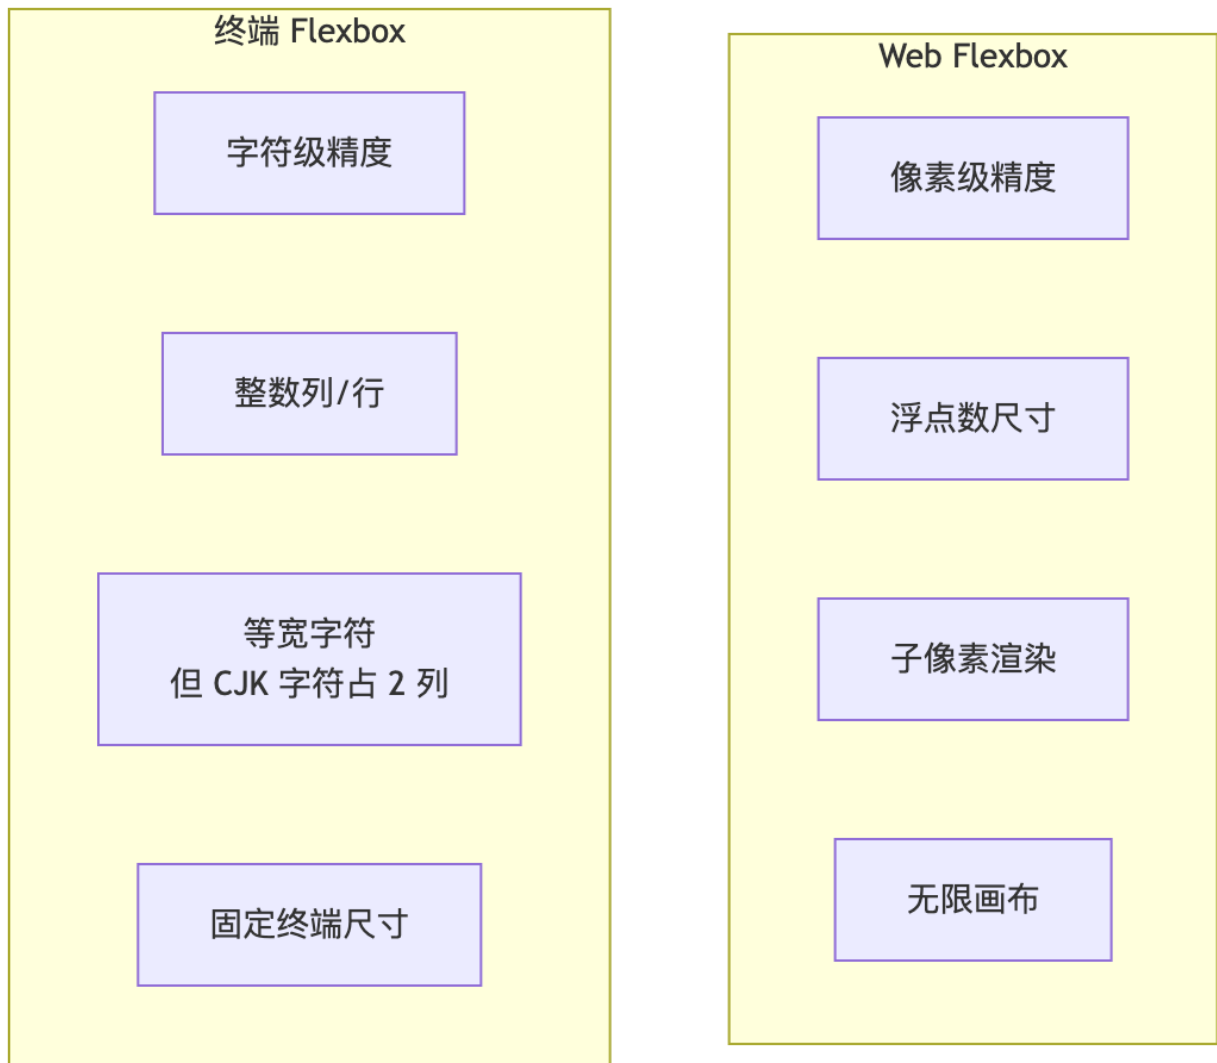 终端 Flexbox
字符级精度
整数列/行
等宽字符
但 CJK 字符占 2 列
固定终端尺寸
Web Flexbox
像素级精度
浮点数尺寸
子像素渲染
无限画布